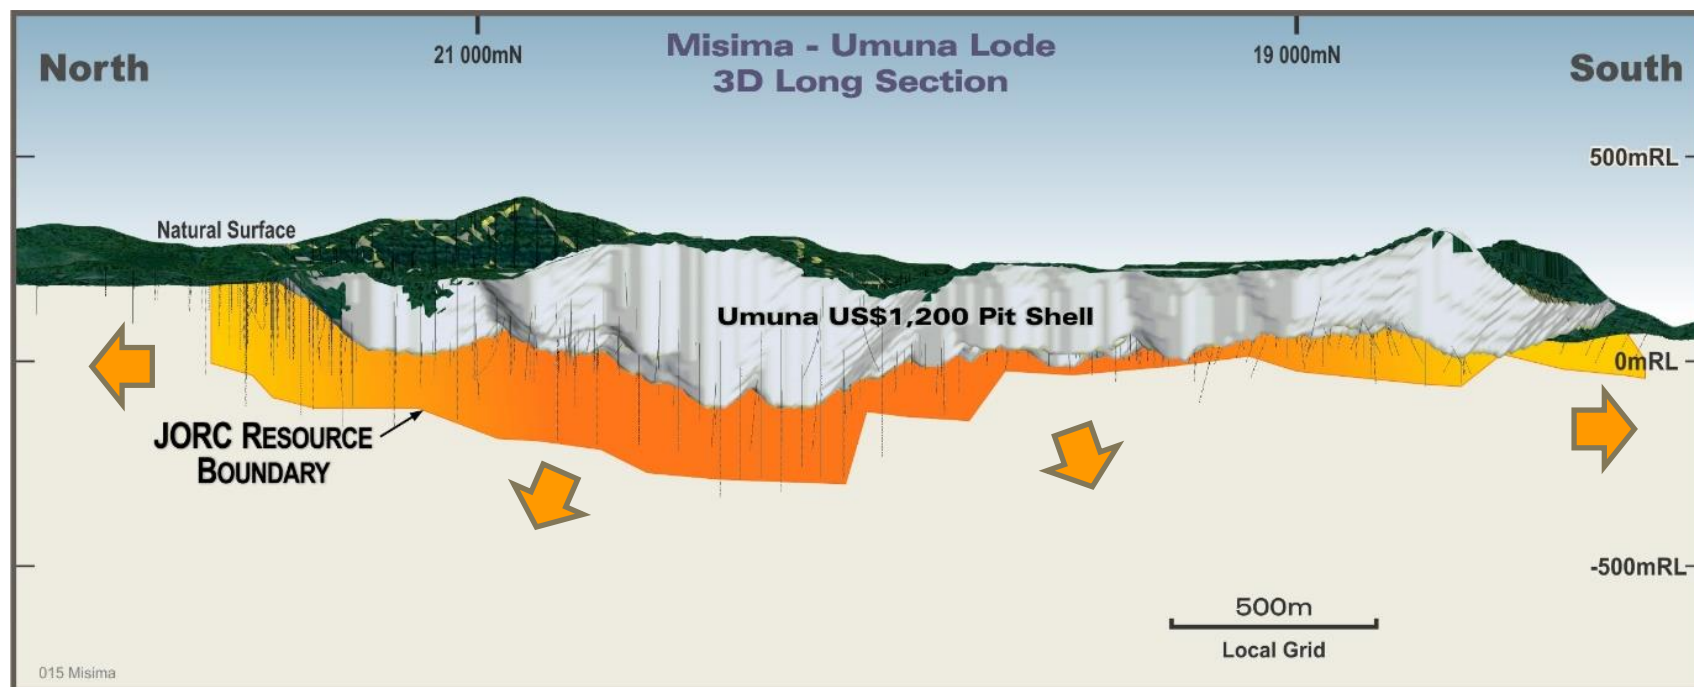 Misima - Umuna Lode
3D Long Section
North
21 000mN
19 000mN
South
500mRL
Natural Surface
Umuna US$1,200 Pit Shell
0mRL
JORC RESOURCE
BOUNDARY
-500mRL
500m
Local Grid
015 Misima